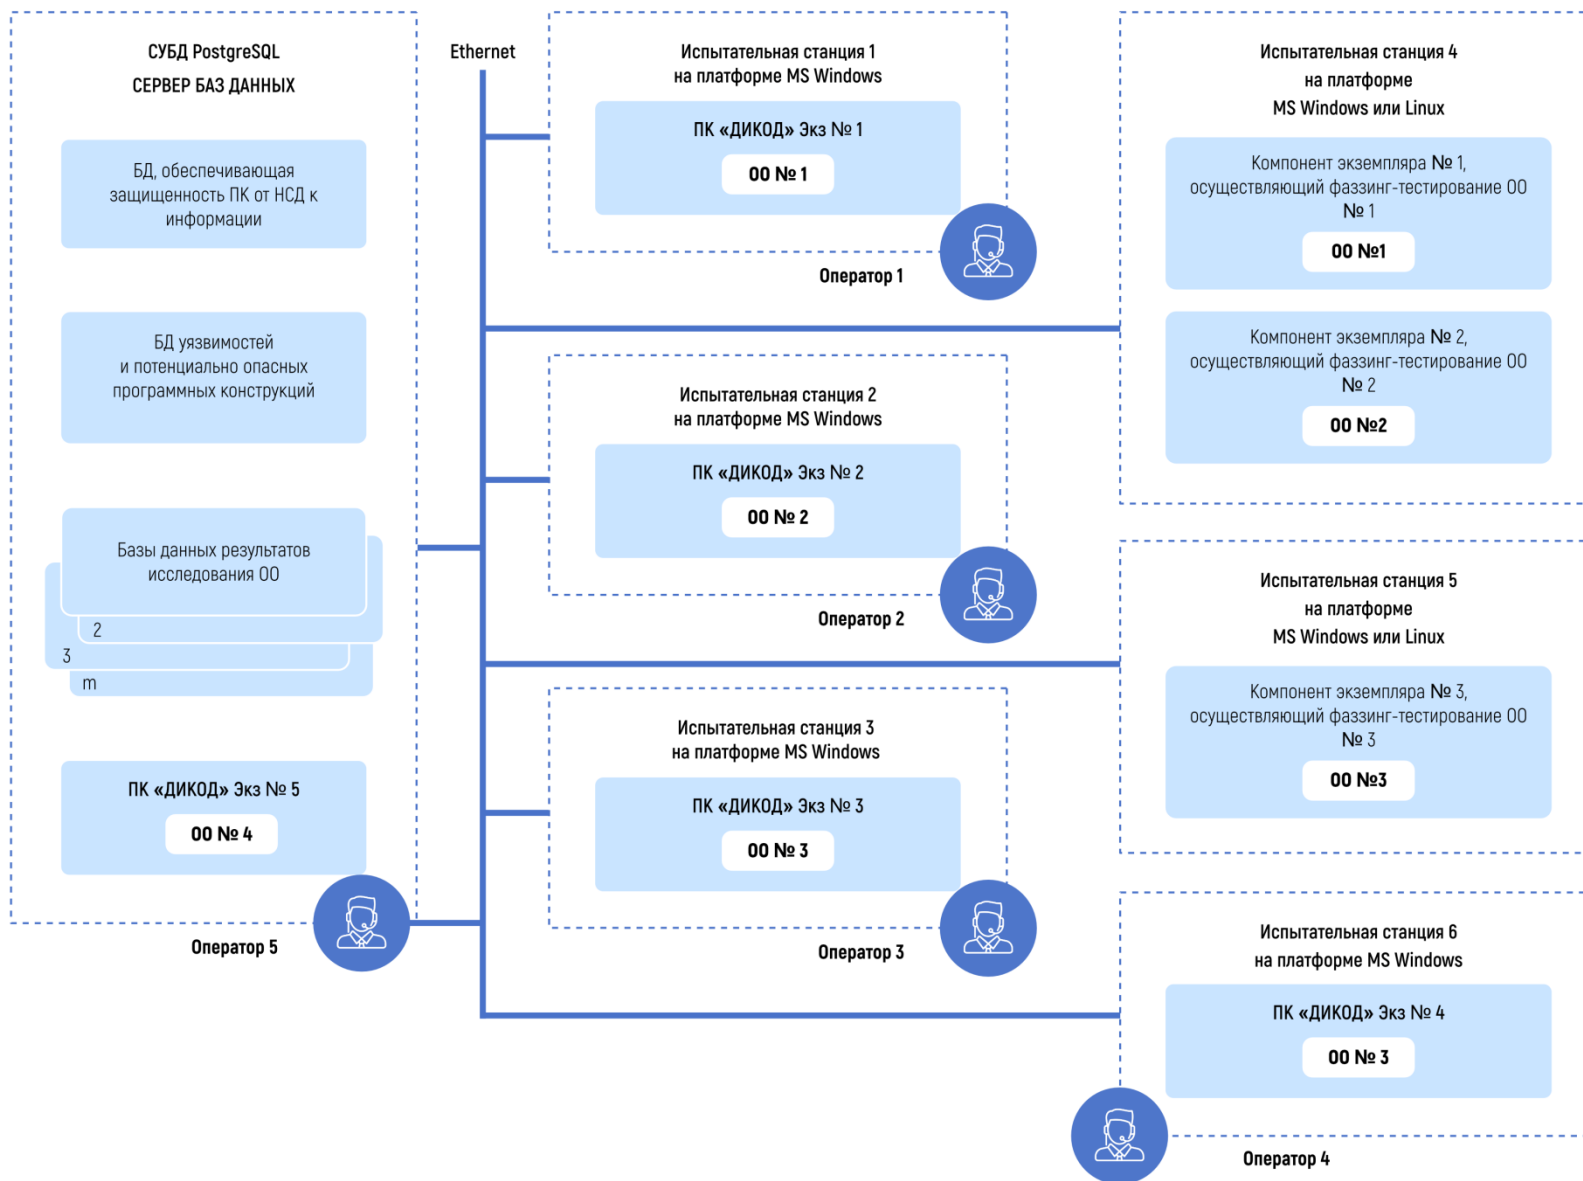 СУБД PostgreSQL
СЕРВЕР БАЗ ДАННЫХ
БД, обеспечивающая
защищенность ПК от НСД к
информации
БД уязвимостей
и потенциально опасных
программных конструкций
Базы данных результатов
исследования ОО
2
3
m
ПК «ДИКОД» Экз № 5
ОО № 4
Оператор 5
Ethernet
Испытательная станция 1
на платформе MS Windows
ПК «ДИКОД» Экз № 1
ОО № 1
Оператор 1
Испытательная станция 2
на платформе MS Windows
ПК «ДИКОД» Экз № 2
ОО № 2
Оператор 2
Испытательная станция 3
на платформе MS Windows
ПК «ДИКОД» Экз № 3
ОО № 3
Оператор 3
Испытательная станция 4
на платформе
MS Windows или Linux
Компонент экземпляра № 1,
осуществляющий фаззинг-тестирование ОО
№ 1
ОО №1
Компонент экземпляра № 2,
осуществляющий фаззинг-тестирование ОО
№ 2
ОО №2
Испытательная станция 5
на платформе
MS Windows или Linux
Компонент экземпляра № 3,
осуществляющий фаззинг-тестирование ОО
№ 3
ОО №3
Испытательная станция 6
на платформе MS Windows
ПК «ДИКОД» Экз № 4
ОО № 3
Оператор 4